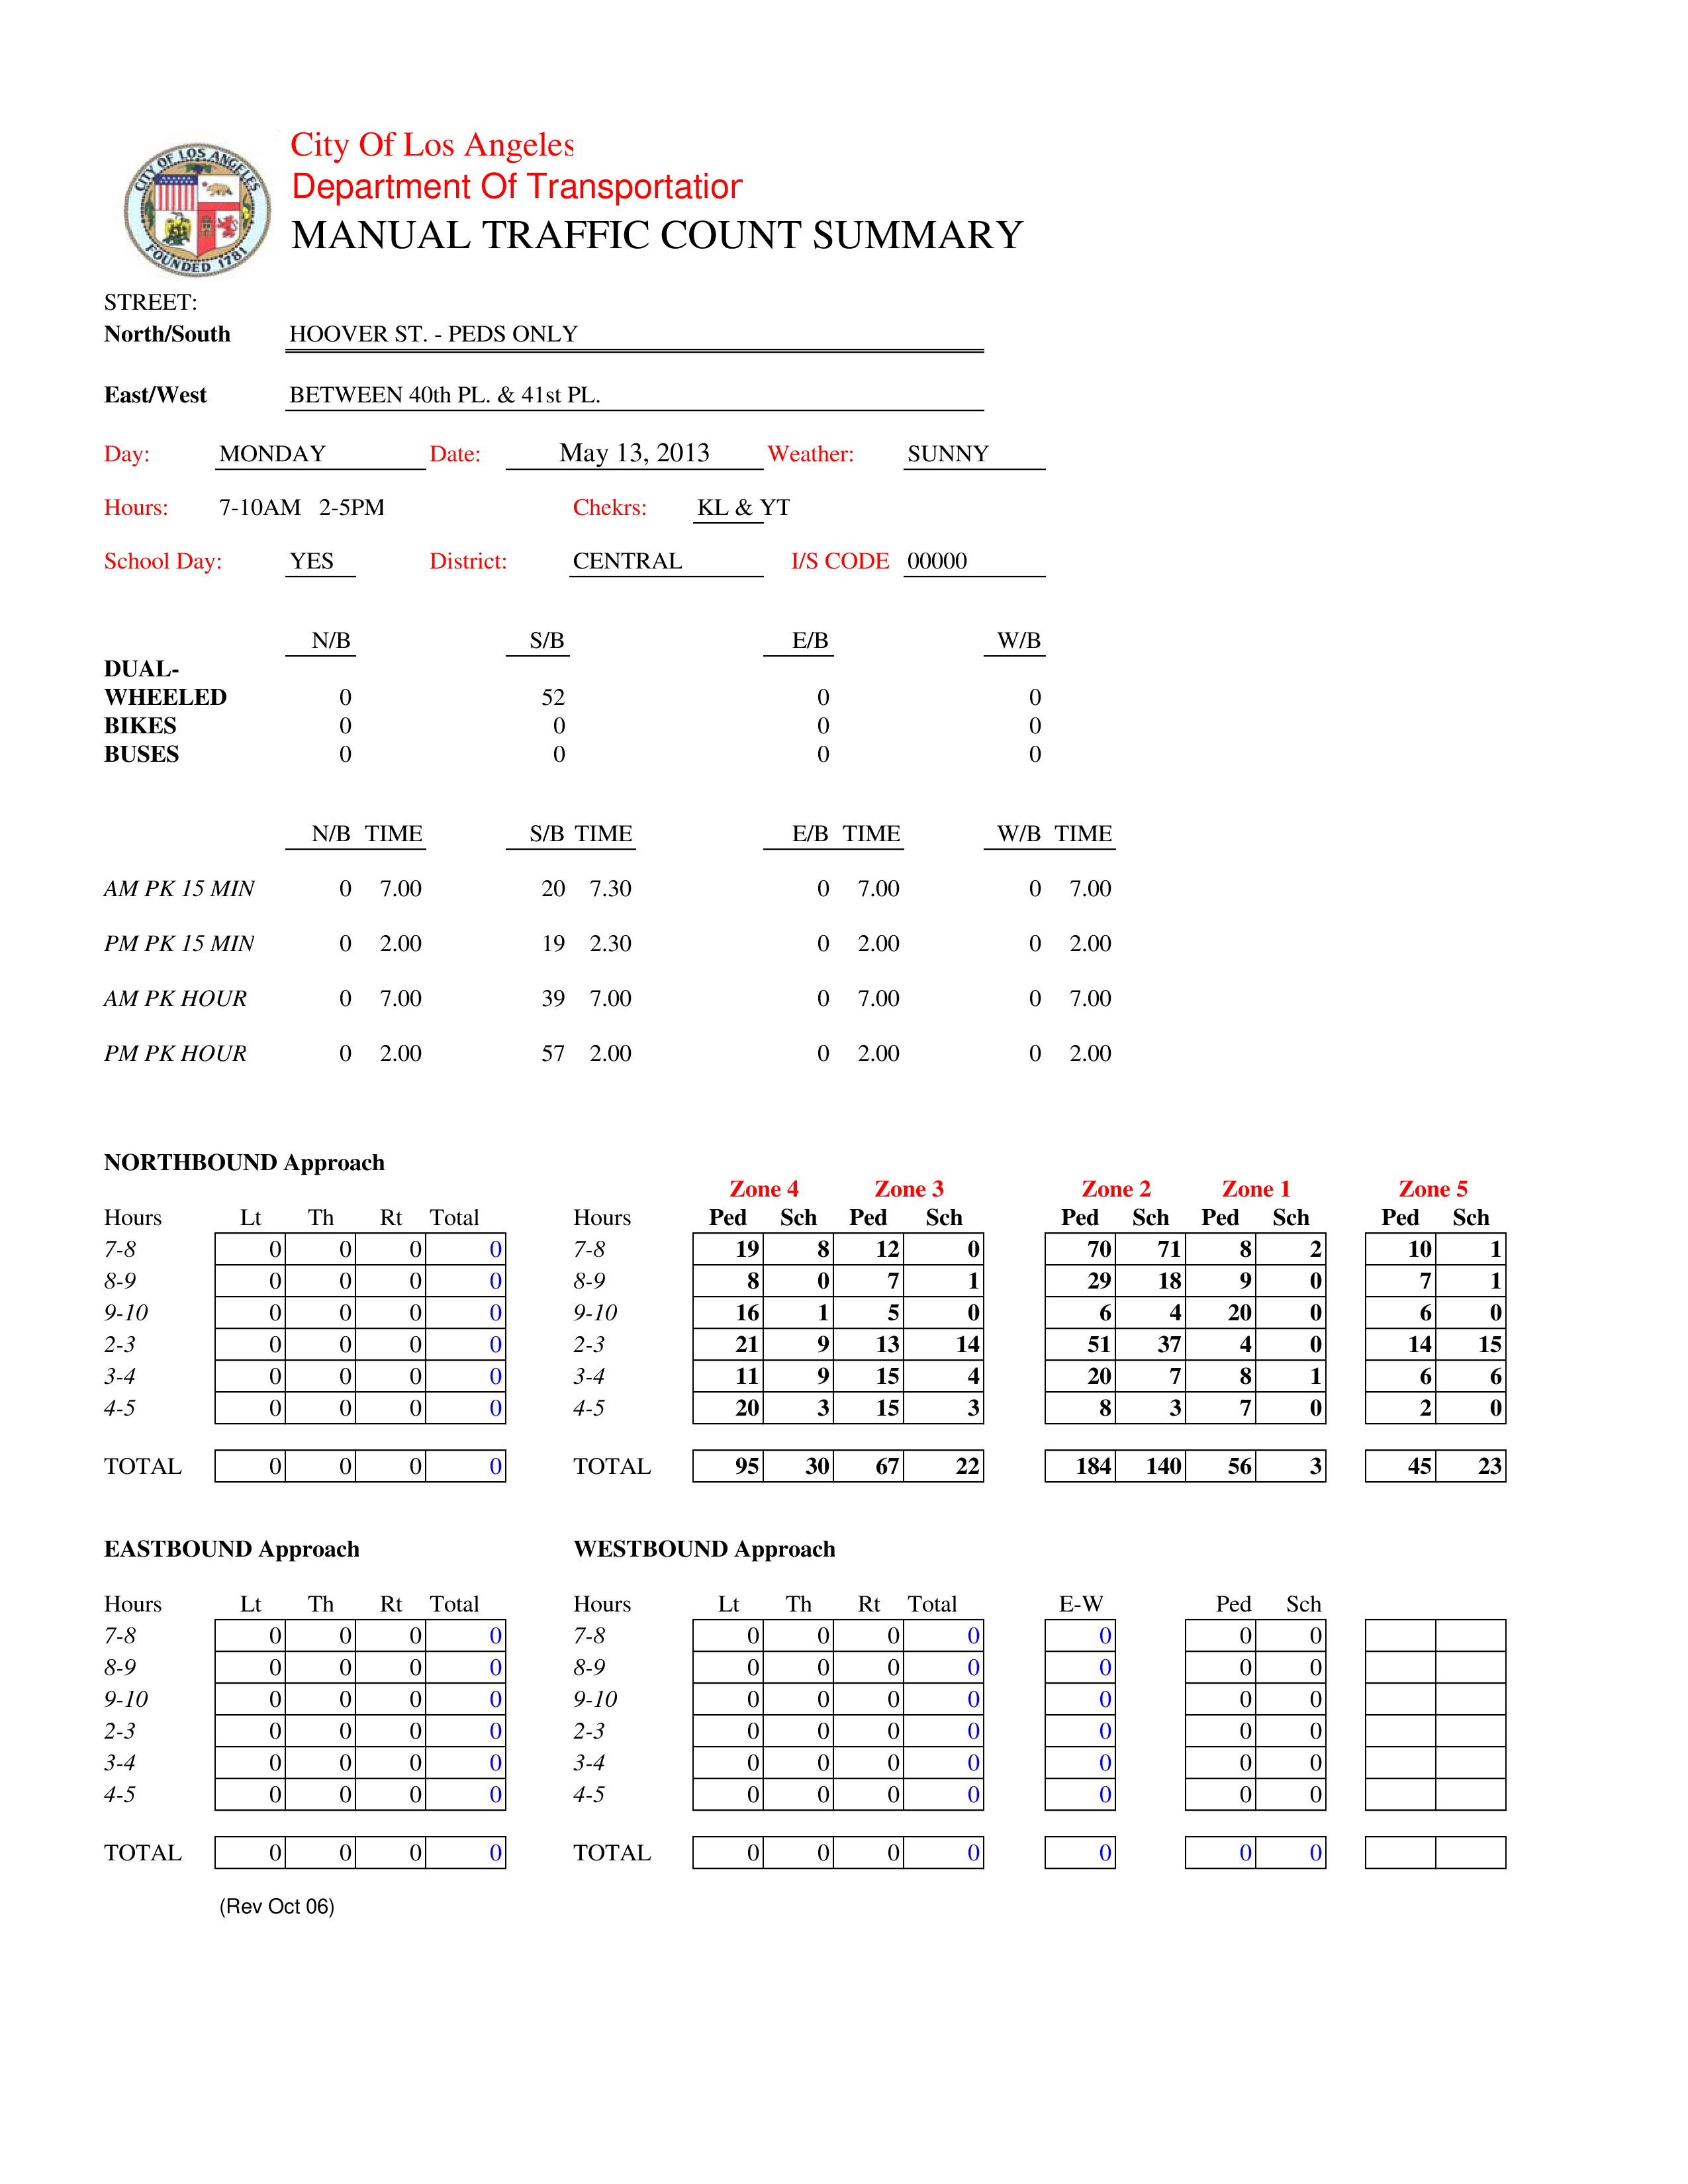 CITY OF LOS ANGELES
FOUNDED 1781
City Of Los Angeles
Department Of Transportation
MANUAL TRAFFIC COUNT SUMMARY
STREET:
North/South HOOVER ST. - PEDS ONLY
East/West BETWEEN 40th PL. & 41st PL.
Day: MONDAY Date: May 13, 2013 Weather: SUNNY
Hours: 7-10AM 2-5PM Chekrs: KL & YT
School Day: YES District: CENTRAL I/S CODE 00000
N/B S/B E/B W/B
DUAL-
WHEELED 0 52 0 0
BIKES 0 0 0 0
BUSES 0 0 0 0
N/B TIME S/B TIME E/B TIME W/B TIME
AM PK 15 MIN 0 7.00 20 7.30 0 7.00 0 7.00
PM PK 15 MIN 0 2.00 19 2.30 0 2.00 0 2.00
AM PK HOUR 0 7.00 39 7.00 0 7.00 0 7.00
PM PK HOUR 0 2.00 57 2.00 0 2.00 0 2.00
NORTHBOUND Approach
Zone 4 Zone 3 Zone 2 Zone 1 Zone 5
Hours Lt Th Rt Total Hours Ped Sch Ped Sch Ped Sch Ped Sch Ped Sch
7-8 0 0 0 0 7-8 19 8 12 0 70 71 8 2 10 1
8-9 0 0 0 0 8-9 8 0 7 1 29 18 9 0 7 1
9-10 0 0 0 0 9-10 16 1 5 0 6 4 20 0 6 0
2-3 0 0 0 0 2-3 21 9 13 14 51 37 4 0 14 15
3-4 0 0 0 0 3-4 11 9 15 4 20 7 8 1 6 6
4-5 0 0 0 0 4-5 20 3 15 3 8 3 7 0 2 0
TOTAL 0 0 0 0 TOTAL 95 30 67 22 184 140 56 3 45 23
EASTBOUND Approach WESTBOUND Approach
Hours Lt Th Rt Total Hours Lt Th Rt Total E-W Ped Sch
7-8 0 0 0 0 7-8 0 0 0 0 0 0 0
8-9 0 0 0 0 8-9 0 0 0 0 0 0 0
9-10 0 0 0 0 9-10 0 0 0 0 0 0 0
2-3 0 0 0 0 2-3 0 0 0 0 0 0 0
3-4 0 0 0 0 3-4 0 0 0 0 0 0 0
4-5 0 0 0 0 4-5 0 0 0 0 0 0 0
TOTAL 0 0 0 0 TOTAL 0 0 0 0 0 0 0
(Rev Oct 06)